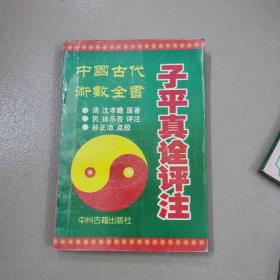 中國古代
術數全書
● 清 沈孝瞻 原著
● 民 徐乐吾 评注
● 孙正治 点校
子平真诠评注
中州古籍出版社